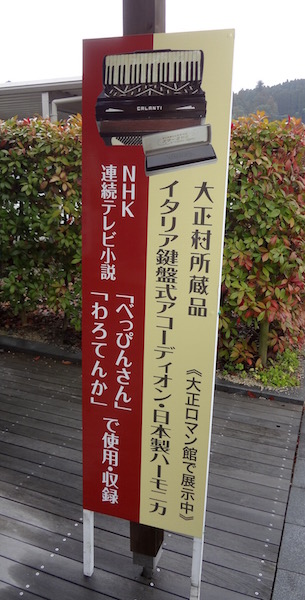 GALANTI
大正村所蔵品
《大正ロマン館で展示中》
イタリア鍵盤式アコーディオン・日本製ハーモニカ
NHK
連続テレビ小説
「べっぴんさん」
「わろてんか」
で使用・収録